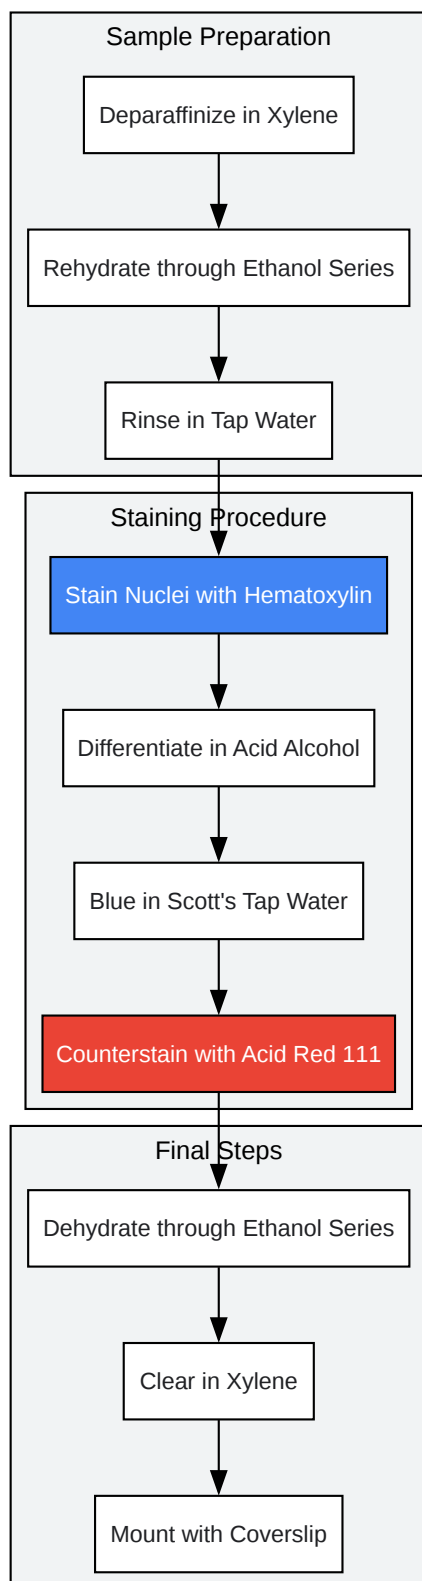 Sample Preparation
Deparaffinize in Xylene
Rehydrate through Ethanol Series
Rinse in Tap Water
Staining Procedure
Stain Nuclei with Hematoxylin
Differentiate in Acid Alcohol
Blue in Scott's Tap Water
Counterstain with Acid Red 111
Final Steps
Dehydrate through Ethanol Series
Clear in Xylene
Mount with Coverslip